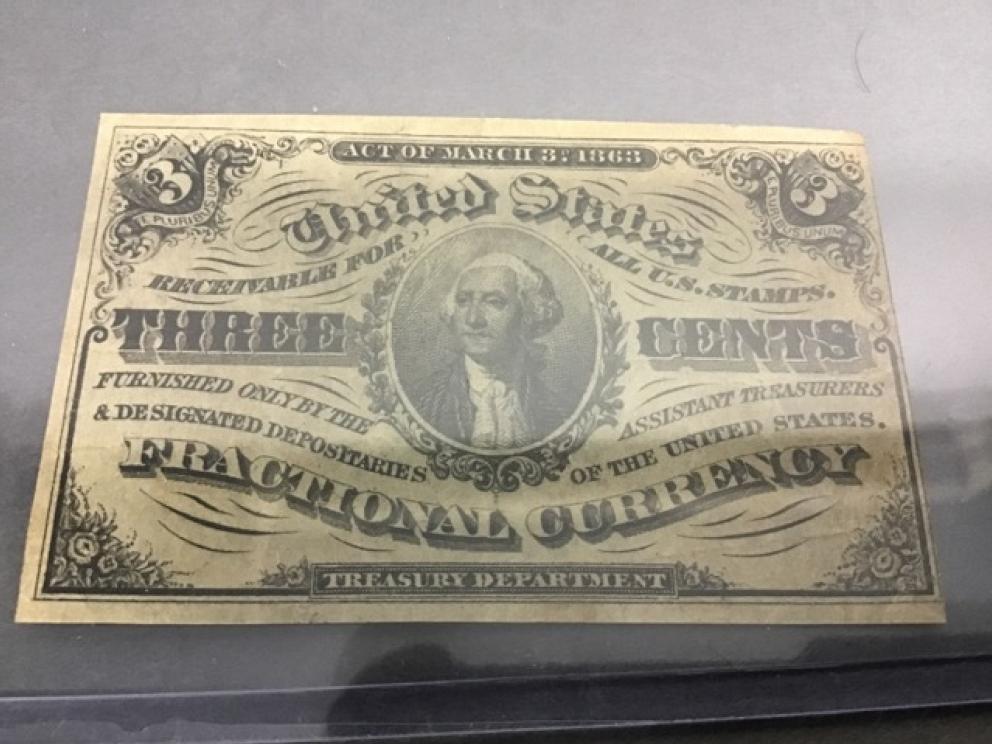 ACT OF MARCH 3D. 1863
3 3
E PLURIBUS UNUM E PLURIBUS UNUM
United States
RECEIVABLE FOR ALL U.S. STAMPS.
THREE CENTS
FURNISHED ONLY BY THE ASSISTANT TREASURERS
& DESIGNATED DEPOSITARIES OF THE UNITED STATES.
FRACTIONAL CURRENCY
TREASURY DEPARTMENT